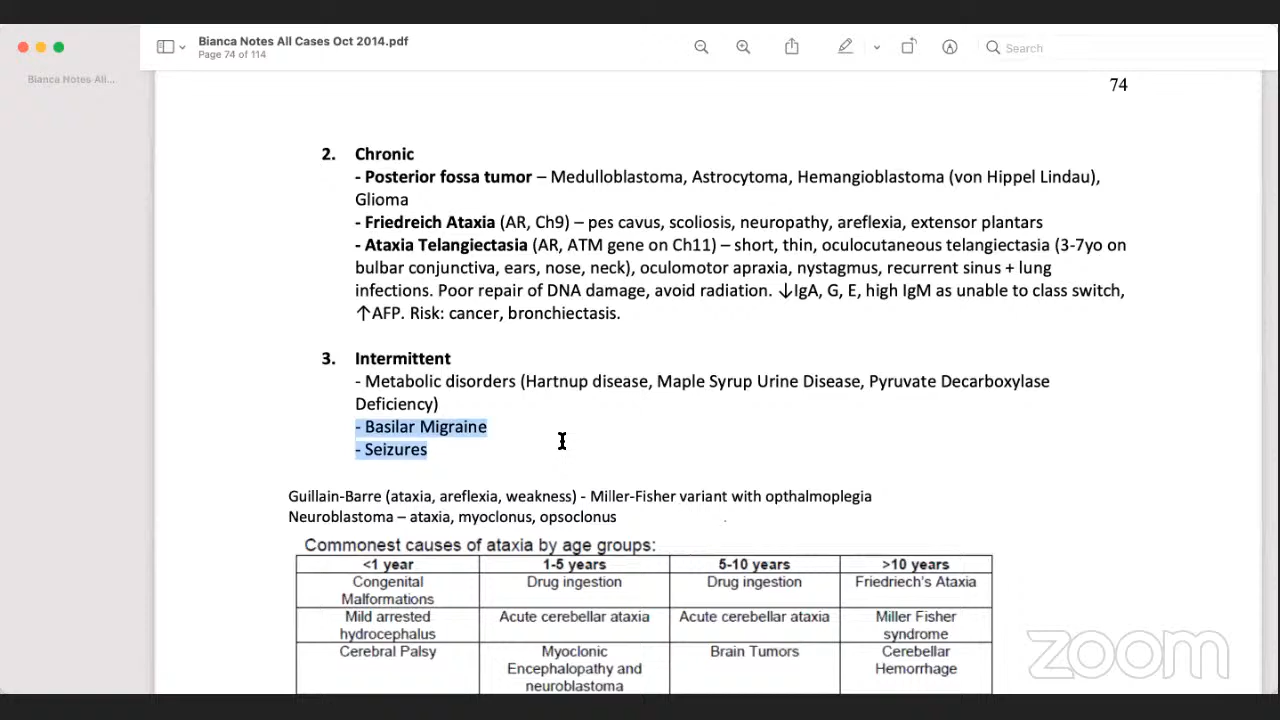 Bianca Notes All Cases Oct 2014.pdf
Page 74 of 114
Search
Bianca Notes All...
74
2. Chronic
- Posterior fossa tumor – Medulloblastoma, Astrocytoma, Hemangioblastoma (von Hippel Lindau),
Glioma
- Friedreich Ataxia (AR, Ch9) – pes cavus, scoliosis, neuropathy, areflexia, extensor plantars
- Ataxia Telangiectasia (AR, ATM gene on Ch11) – short, thin, oculocutaneous telangiectasia (3-7yo on
bulbar conjunctiva, ears, nose, neck), oculomotor apraxia, nystagmus, recurrent sinus + lung
infections. Poor repair of DNA damage, avoid radiation. ↓IgA, G, E, high IgM as unable to class switch,
↑AFP. Risk: cancer, bronchiectasis.
3. Intermittent
- Metabolic disorders (Hartnup disease, Maple Syrup Urine Disease, Pyruvate Decarboxylase
Deficiency)
- Basilar Migraine
- Seizures
Guillain-Barre (ataxia, areflexia, weakness) - Miller-Fisher variant with opthalmoplegia
Neuroblastoma – ataxia, myoclonus, opsoclonus
Commonest causes of ataxia by age groups:
<1 year 1-5 years 5-10 years >10 years
Congenital Drug ingestion Drug ingestion Friedriech's Ataxia
Malformations
Mild arrested Acute cerebellar ataxia Acute cerebellar ataxia Miller Fisher
hydrocephalus syndrome
Cerebral Palsy Myoclonic Brain Tumors Cerebellar
Encephalopathy and Hemorrhage
neuroblastoma
zoom